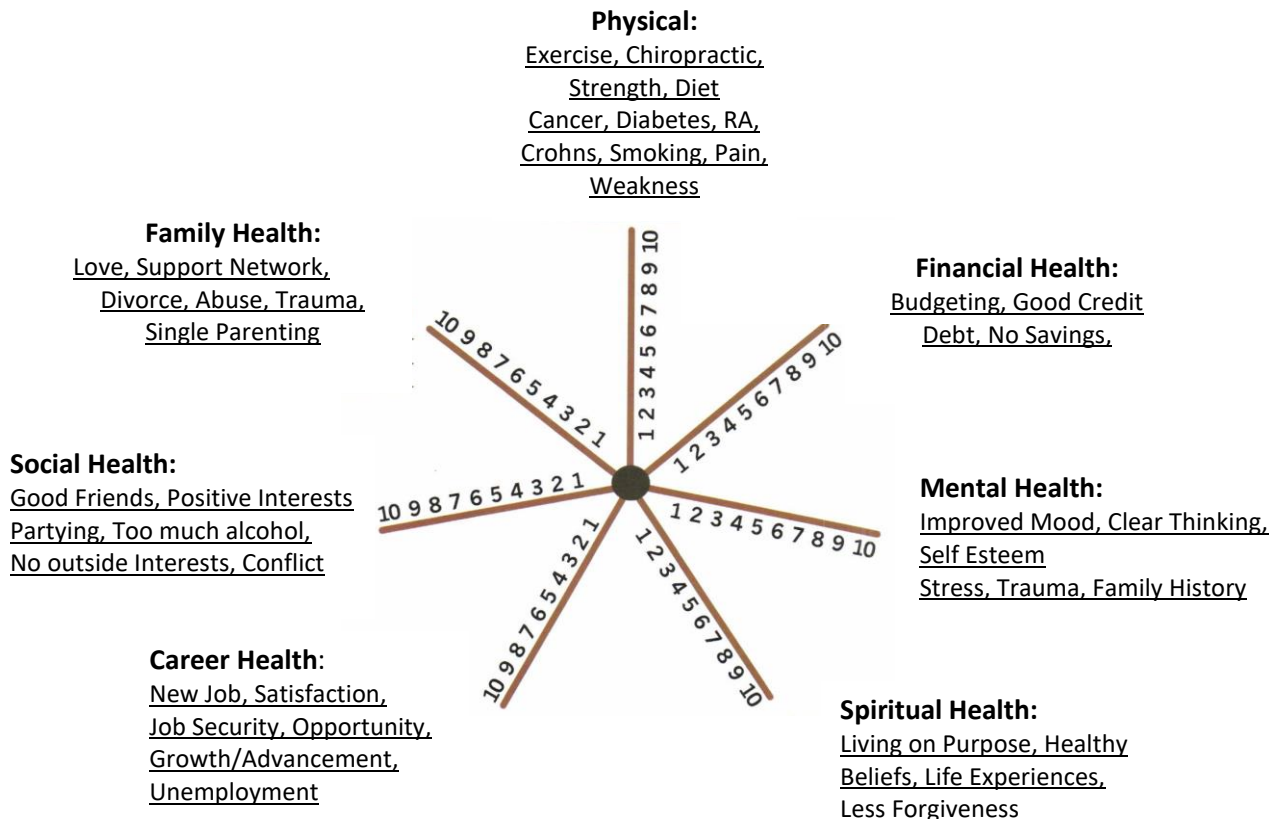 Physical:
Exercise, Chiropractic,
Strength, Diet
Cancer, Diabetes, RA,
Crohns, Smoking, Pain,
Weakness
Family Health:
Love, Support Network,
Divorce, Abuse, Trauma,
Single Parenting
Financial Health:
Budgeting, Good Credit
Debt, No Savings,
1 2 3 4 5 6 7 8 9 10
10 9 8 7 6 5 4 3 2 1
1 2 3 4 5 6 7 8 9 10
Social Health:
Good Friends, Positive Interests
Partying, Too much alcohol,
No outside Interests, Conflict
10 9 8 7 6 5 4 3 2 1
1 2 3 4 5 6 7 8 9 10
Mental Health:
Improved Mood, Clear Thinking,
Self Esteem
Stress, Trauma, Family History
10 9 8 7 6 5 4 3 2 1
1 2 3 4 5 6 7 8 9 10
Career Health:
New Job, Satisfaction,
Job Security, Opportunity,
Growth/Advancement,
Unemployment
Spiritual Health:
Living on Purpose, Healthy
Beliefs, Life Experiences,
Less Forgiveness